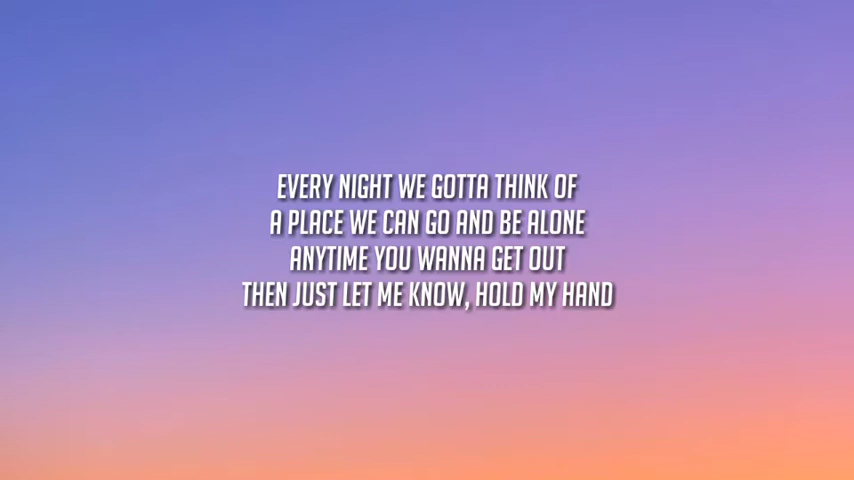 EVERY NIGHT WE GOTTA THINK OF
A PLACE WE CAN GO AND BE ALONE
ANYTIME YOU WANNA GET OUT
THEN JUST LET ME KNOW, HOLD MY HAND